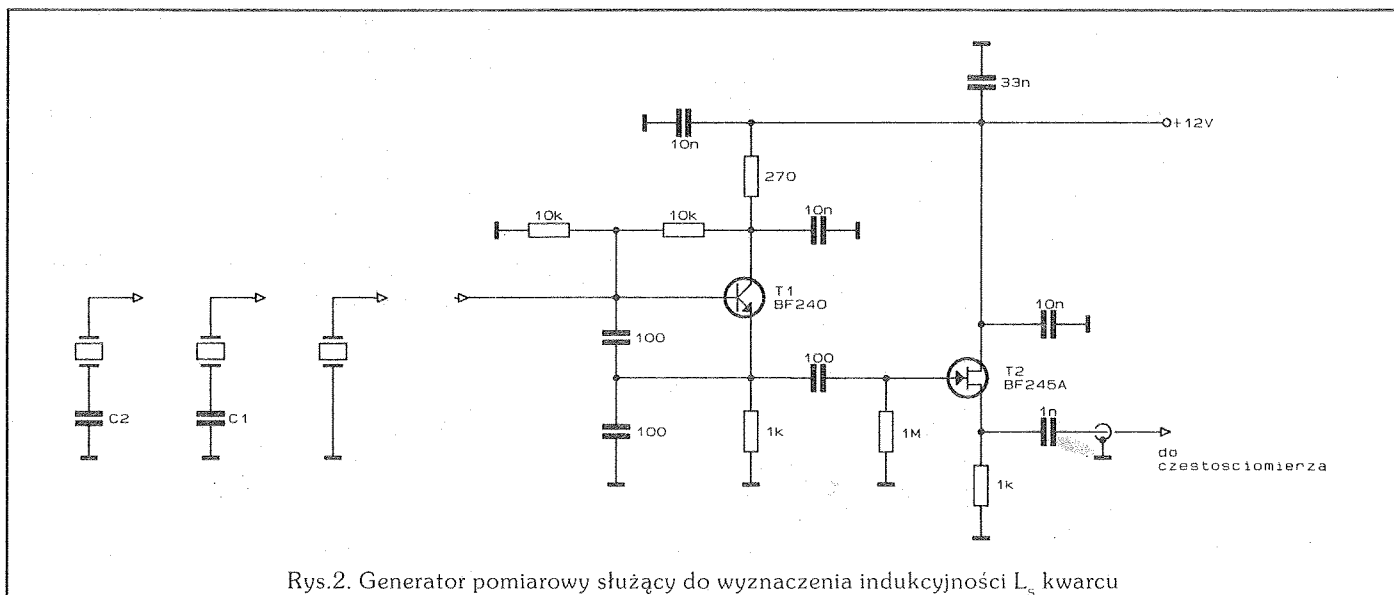 33n
+12V
10n
270
10k
10k
10n
T1
BF240
100
10n
100
T2
BF245A
C2
C1
100
1k
1M
1n
do
czestosciomierza
1k
Rys.2. Generator pomiarowy służący do wyznaczenia indukcyjności Ls kwarcu